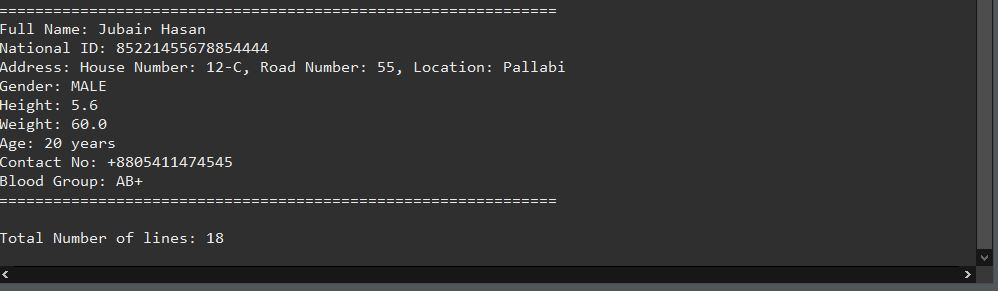 ==============================================================
Full Name: Jubair Hasan
National ID: 85221455678854444
Address: House Number: 12-C, Road Number: 55, Location: Pallabi
Gender: MALE
Height: 5.6
Weight: 60.0
Age: 20 years
Contact No: +8805411474545
Blood Group: AB+
==============================================================
Total Number of lines: 18